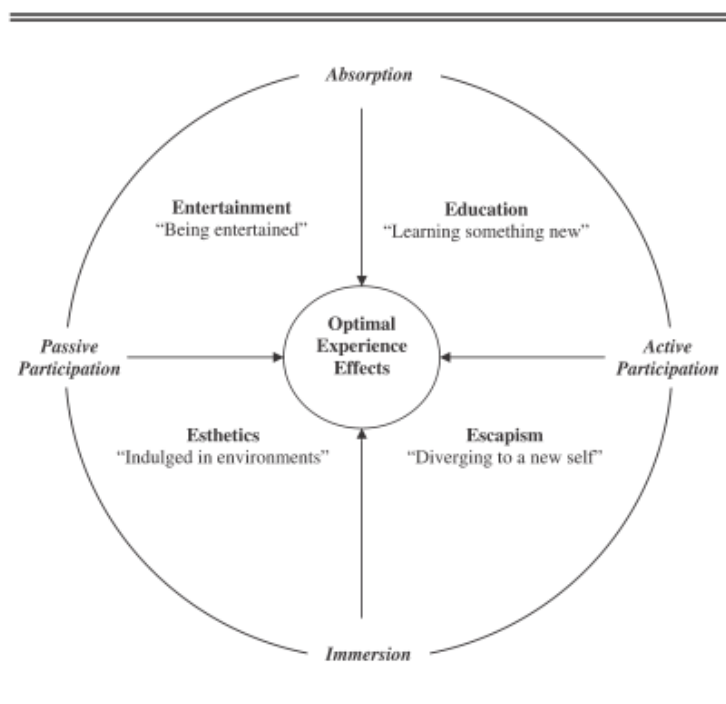 Absorption
Entertainment
“Being entertained”
Education
“Learning something new”
Optimal
Experience
Effects
Passive
Participation
Active
Participation
Esthetics
“Indulged in environments”
Escapism
“Diverging to a new self”
Immersion